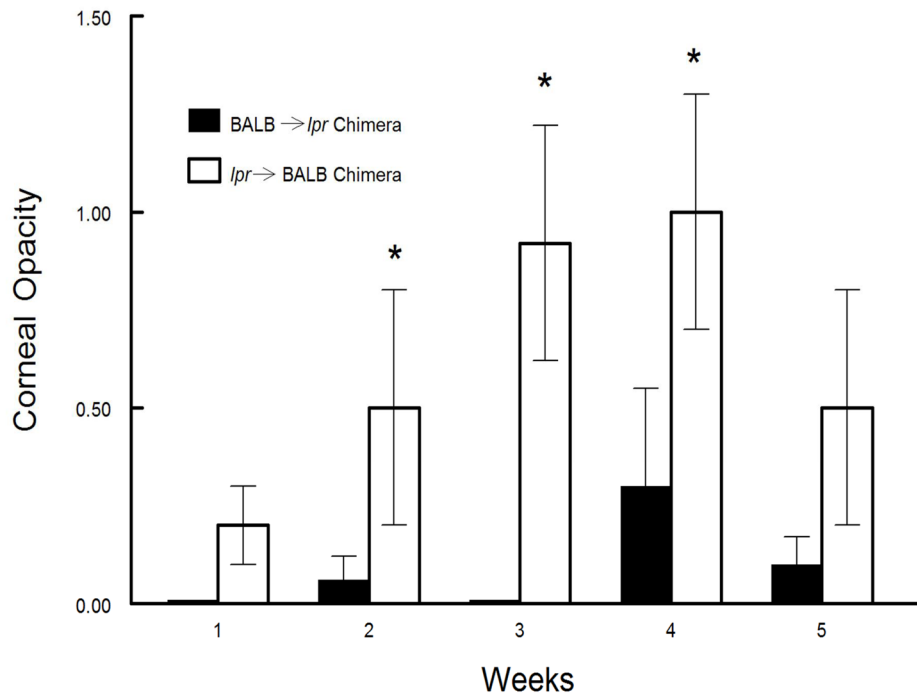 1.50
BALB → lpr Chimera
lpr → BALB Chimera
*
*
*
1.00
0.50
0.00
Corneal Opacity
1 2 3 4 5
Weeks